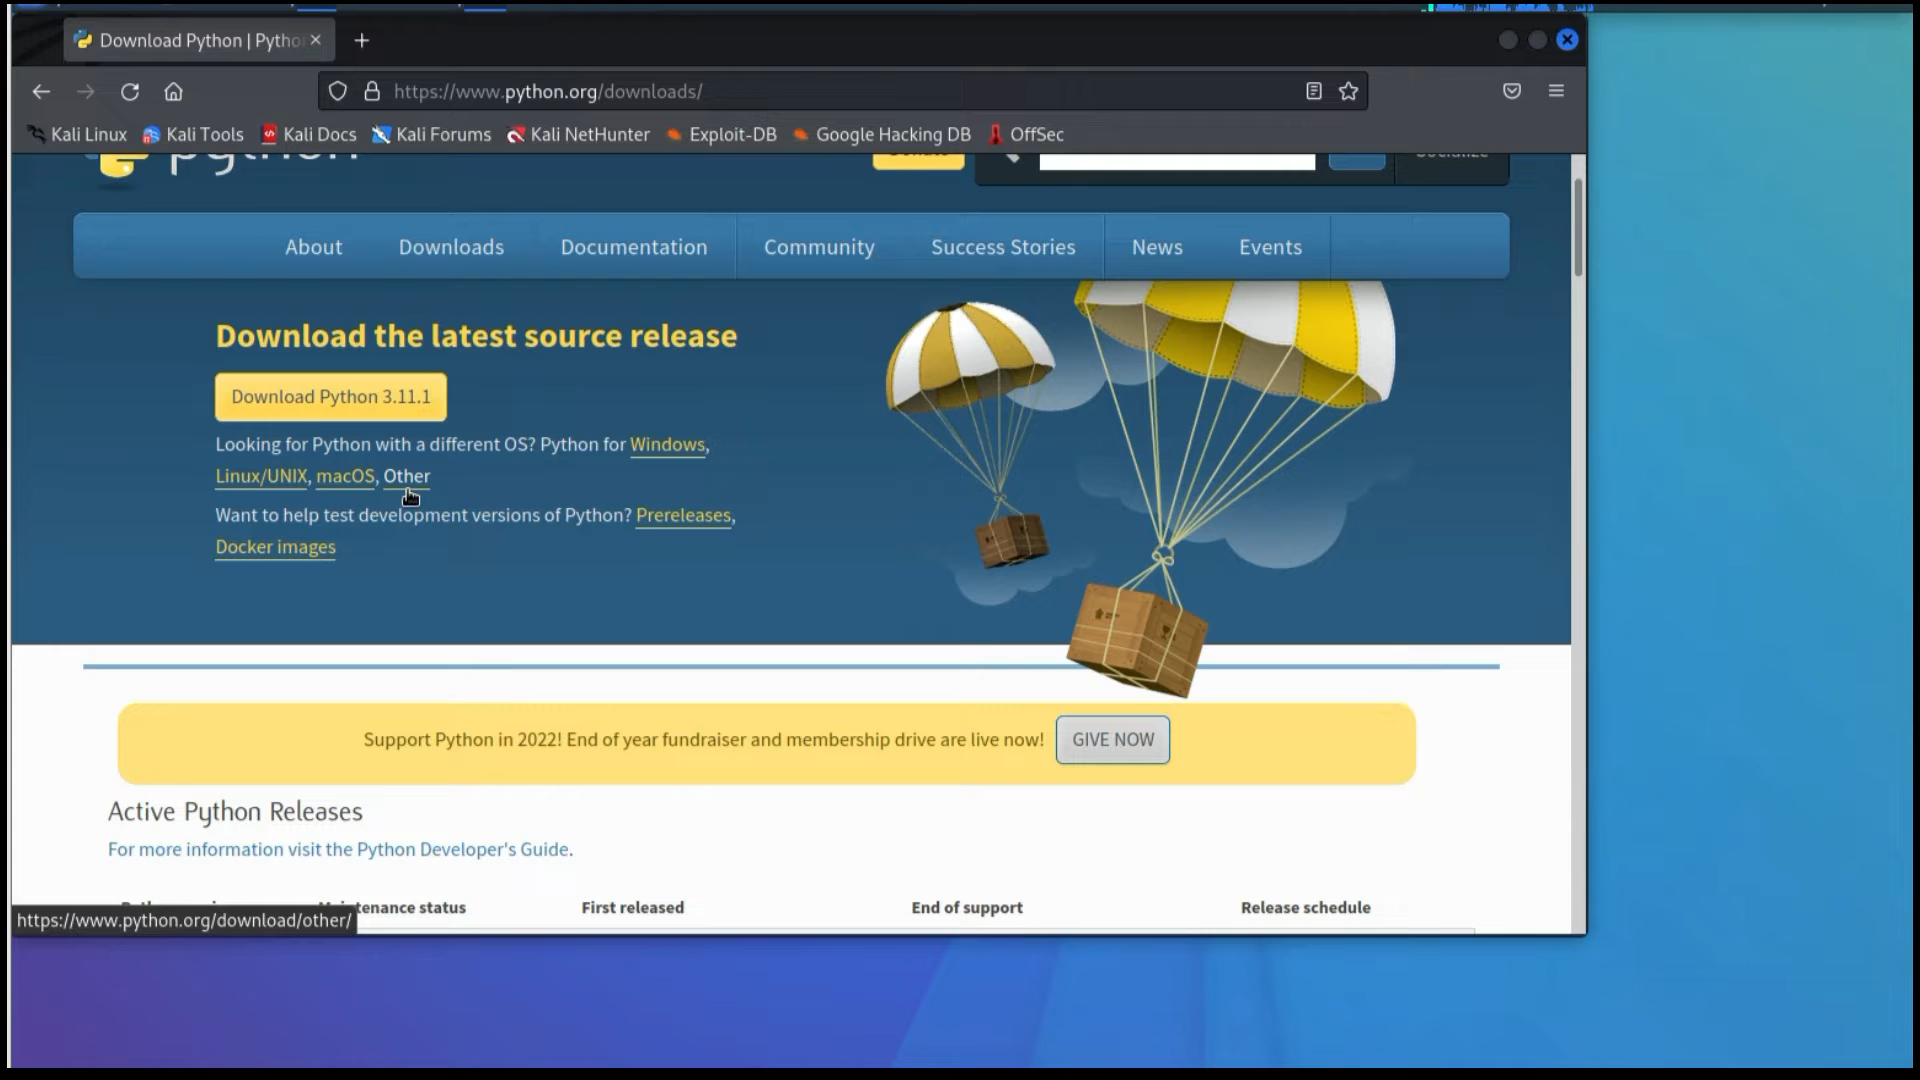 Download Python | Pytho
https://www.python.org/downloads/
Kali Linux Kali Tools Kali Docs Kali Forums Kali NetHunter Exploit-DB Google Hacking DB OffSec
python
About Downloads Documentation Community Success Stories News Events
Download the latest source release
Download Python 3.11.1
Looking for Python with a different OS? Python for Windows,
Linux/UNIX, macOS, Other
Want to help test development versions of Python? Prereleases,
Docker images
Support Python in 2022! End of year fundraiser and membership drive are live now! GIVE NOW
Active Python Releases
For more information visit the Python Developer's Guide.
Maintenance status First released End of support Release schedule
https://www.python.org/download/other/